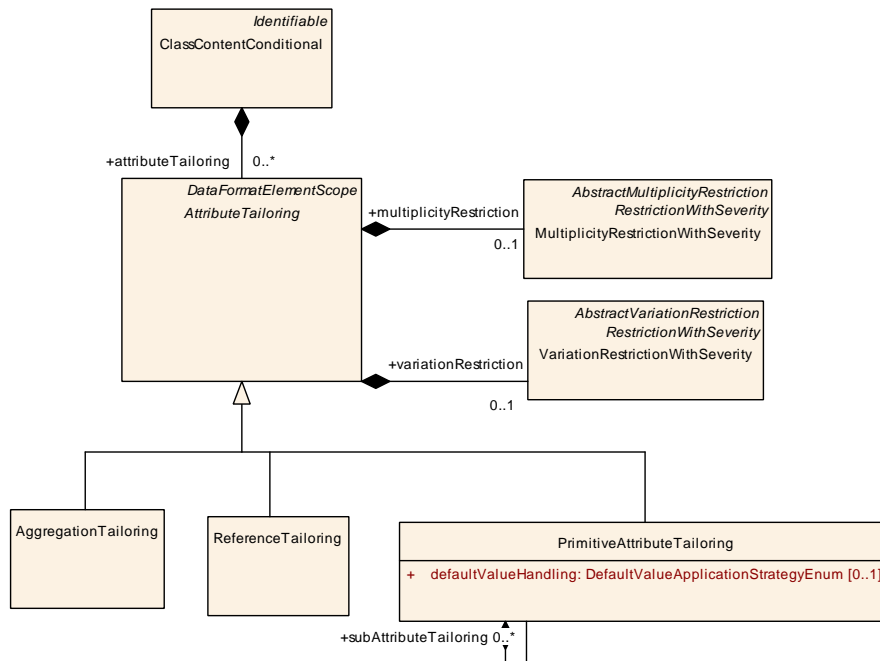 Identifiable
ClassContentConditional
+attributeTailoring 0..*
DataFormatElementScope
AttributeTailoring
+multiplicityRestriction
0..1
AbstractMultiplicityRestriction
RestrictionWithSeverity
MultiplicityRestrictionWithSeverity
+variationRestriction
0..1
AbstractVariationRestriction
RestrictionWithSeverity
VariationRestrictionWithSeverity
AggregationTailoring
ReferenceTailoring
PrimitiveAttributeTailoring
+ defaultValueHandling: DefaultValueApplicationStrategyEnum [0..1]
+subAttributeTailoring 0..*